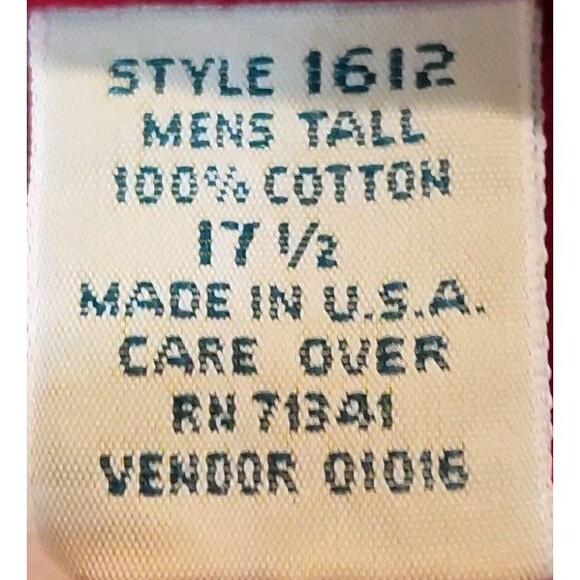 STYLE 1612
MENS TALL
100% COTTON
17 1/2
MADE IN U.S.A.
CARE OVER
RN 71341
VENDOR 01016